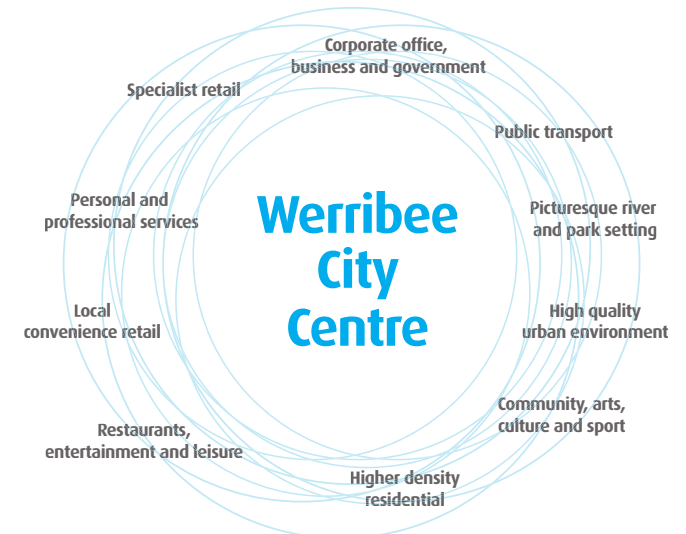 Corporate office,
business and government
Specialist retail
Public transport
Personal and
professional services
Picturesque river
and park setting
Werribee
City
Centre
Local
convenience retail
High quality
urban environment
Community, arts,
culture and sport
Restaurants,
entertainment and leisure
Higher density
residential